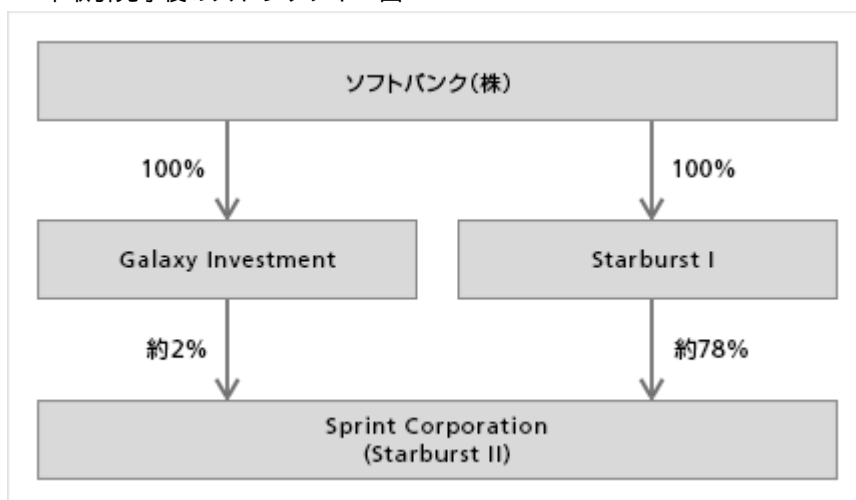 ソフトバンク(株)
100%
100%
Galaxy Investment
Starburst I
約2%
約78%
Sprint Corporation
(Starburst II)